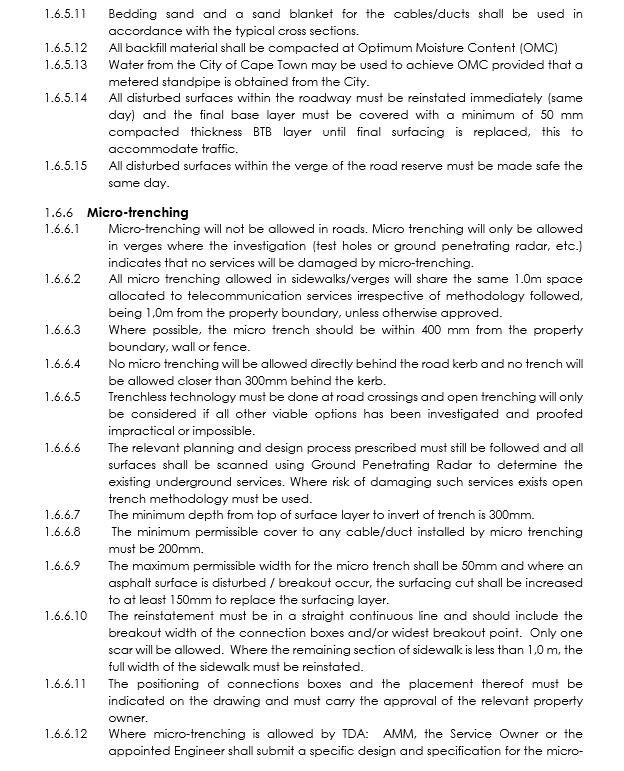 1.6.5.11 Bedding sand and a sand blanket for the cables/ducts shall be used in
accordance with the typical cross sections.
1.6.5.12 All backfill material shall be compacted at Optimum Moisture Content (OMC)
1.6.5.13 Water from the City of Cape Town may be used to achieve OMC provided that a
metered standpipe is obtained from the City.
1.6.5.14 All disturbed surfaces within the roadway must be reinstated immediately (same
day) and the final base layer must be covered with a minimum of 50 mm
compacted thickness BTB layer until final surfacing is replaced, this to
accommodate traffic.
1.6.5.15 All disturbed surfaces within the verge of the road reserve must be made safe the
same day.
1.6.6 Micro-trenching
1.6.6.1 Micro-trenching will not be allowed in roads. Micro trenching will only be allowed
in verges where the investigation (test holes or ground penetrating radar, etc.)
indicates that no services will be damaged by micro-trenching.
1.6.6.2 All micro trenching allowed in sidewalks/verges will share the same 1.0m space
allocated to telecommunication services irrespective of methodology followed,
being 1,0m from the property boundary, unless otherwise approved.
1.6.6.3 Where possible, the micro trench should be within 400 mm from the property
boundary, wall or fence.
1.6.6.4 No micro trenching will be allowed directly behind the road kerb and no trench will
be allowed closer than 300mm behind the kerb.
1.6.6.5 Trenchless technology must be done at road crossings and open trenching will only
be considered if all other viable options has been investigated and proofed
impractical or impossible.
1.6.6.6 The relevant planning and design process prescribed must still be followed and all
surfaces shall be scanned using Ground Penetrating Radar to determine the
existing underground services. Where risk of damaging such services exists open
trench methodology must be used.
1.6.6.7 The minimum depth from top of surface layer to invert of trench is 300mm.
1.6.6.8 The minimum permissible cover to any cable/duct installed by micro trenching
must be 200mm.
1.6.6.9 The maximum permissible width for the micro trench shall be 50mm and where an
asphalt surface is disturbed / breakout occur, the surfacing cut shall be increased
to at least 150mm to replace the surfacing layer.
1.6.6.10 The reinstatement must be in a straight continuous line and should include the
breakout width of the connection boxes and/or widest breakout point. Only one
scar will be allowed. Where the remaining section of sidewalk is less than 1,0 m, the
full width of the sidewalk must be reinstated.
1.6.6.11 The positioning of connections boxes and the placement thereof must be
indicated on the drawing and must carry the approval of the relevant property
owner.
1.6.6.12 Where micro-trenching is allowed by TDA: AMM, the Service Owner or the
appointed Engineer shall submit a specific design and specification for the micro-